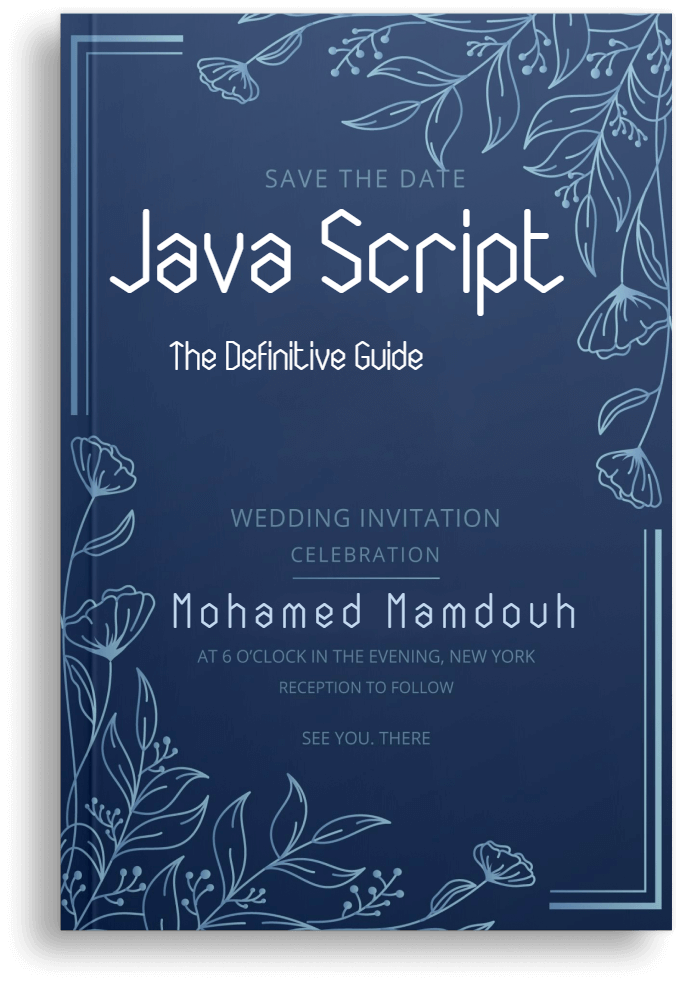 SAVE THE DATE
Java Script
The Definitive Guide
WEDDING INVITATION
CELEBRATION
Mohamed Mamdouh
AT 6 O'CLOCK IN THE EVENING, NEW YORK
RECEPTION TO FOLLOW
SEE YOU. THERE